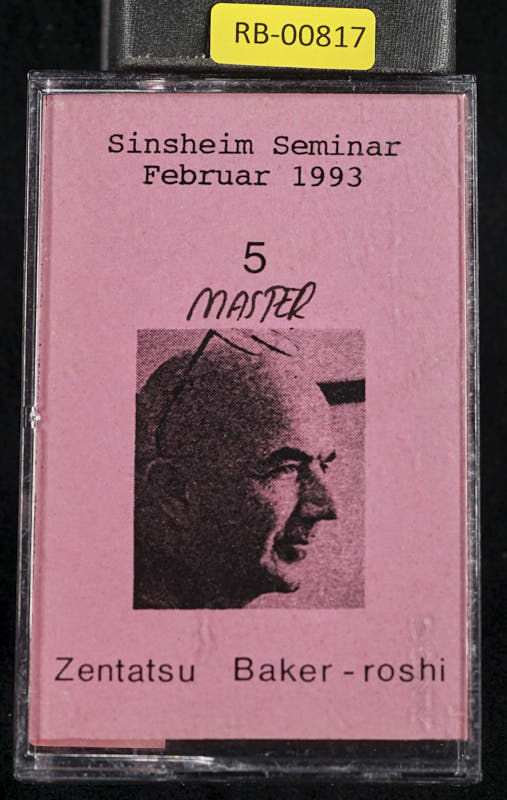 RB-00817
Sinsheim Seminar
Februar 1993
5
MASTER
Zentatsu Baker-roshi